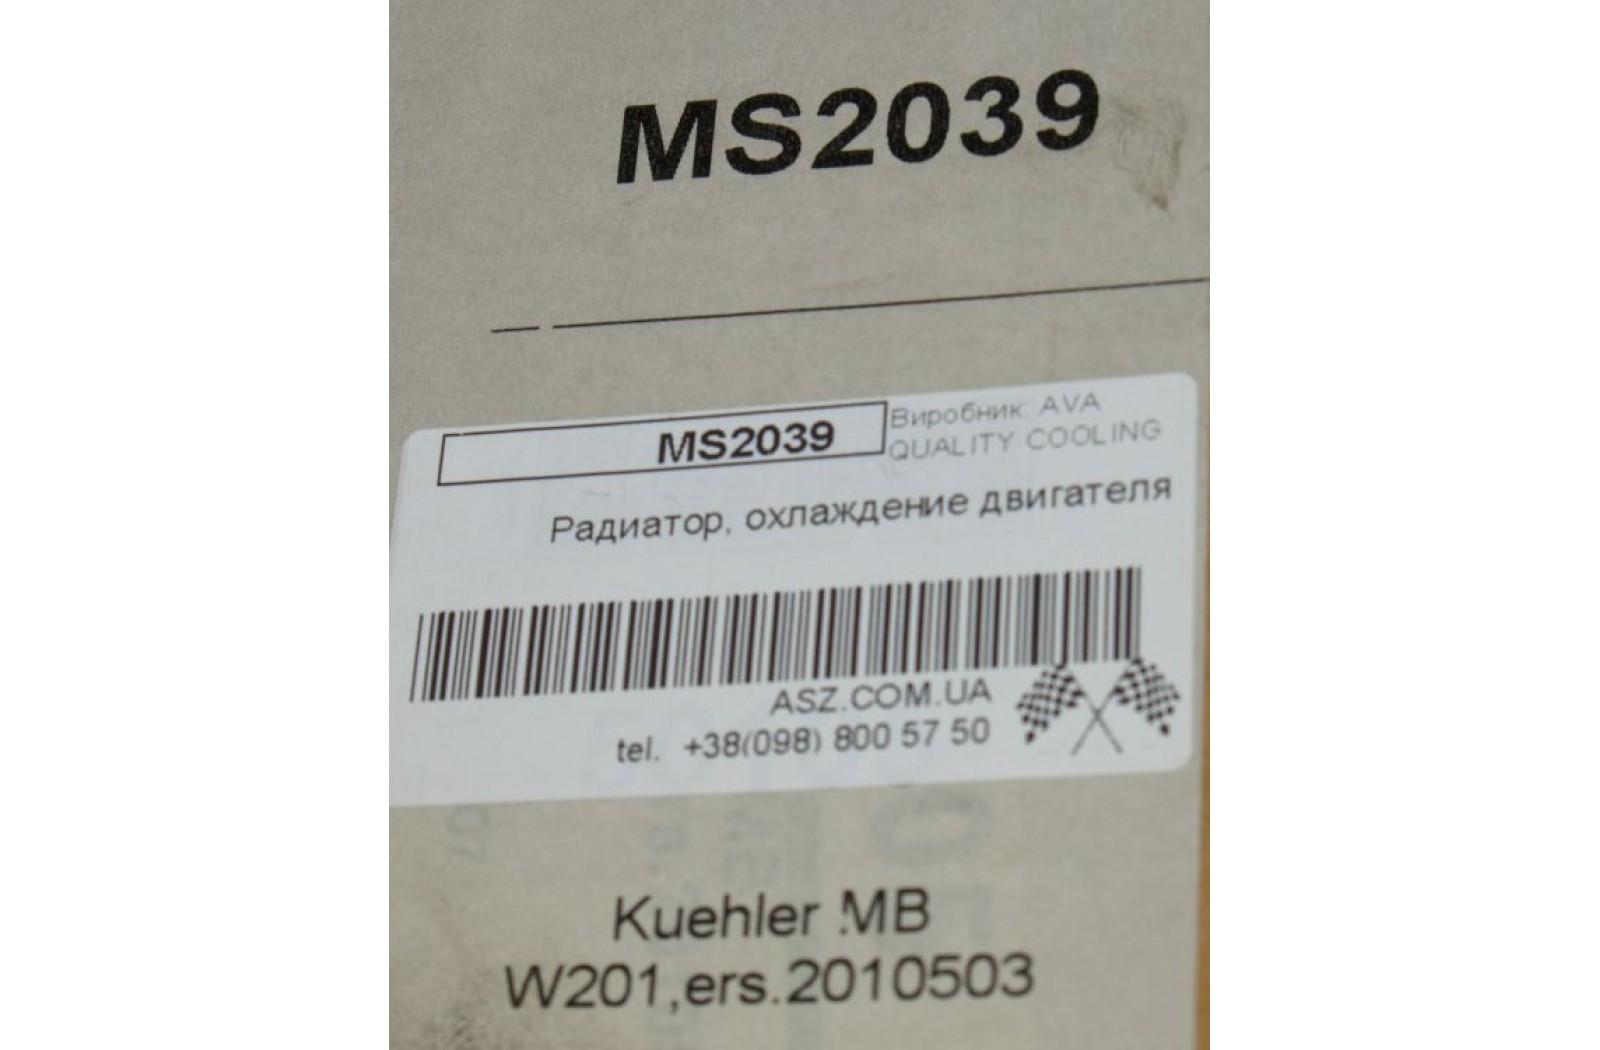 MS2039
MS2039
Виробник: AVA
QUALITY COOLING
Радиатор, охлаждение двигателя
ASZ.COM.UA
tel. +38(098) 800 57 50
Kuehler MB
W201,ers.2010503